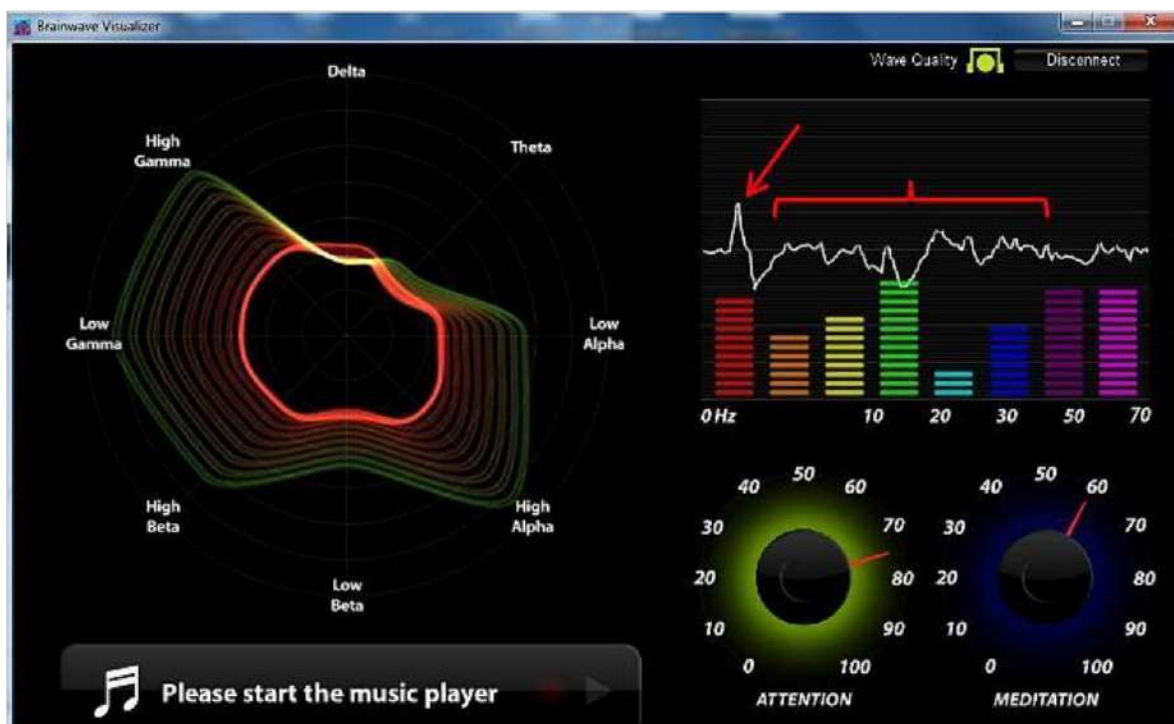 Brainwave Visualizer
Wave Quality
Disconnect
Delta
Theta
High
Gamma
Low
Gamma
Low
Alpha
High
Beta
High
Alpha
Low
Beta
0 Hz 10 20 30 50 70
50
40 60
30 70
20 80
10 90
0 100
ATTENTION
50
40 60
30 70
20 80
10 90
0 100
MEDITATION
Please start the music player